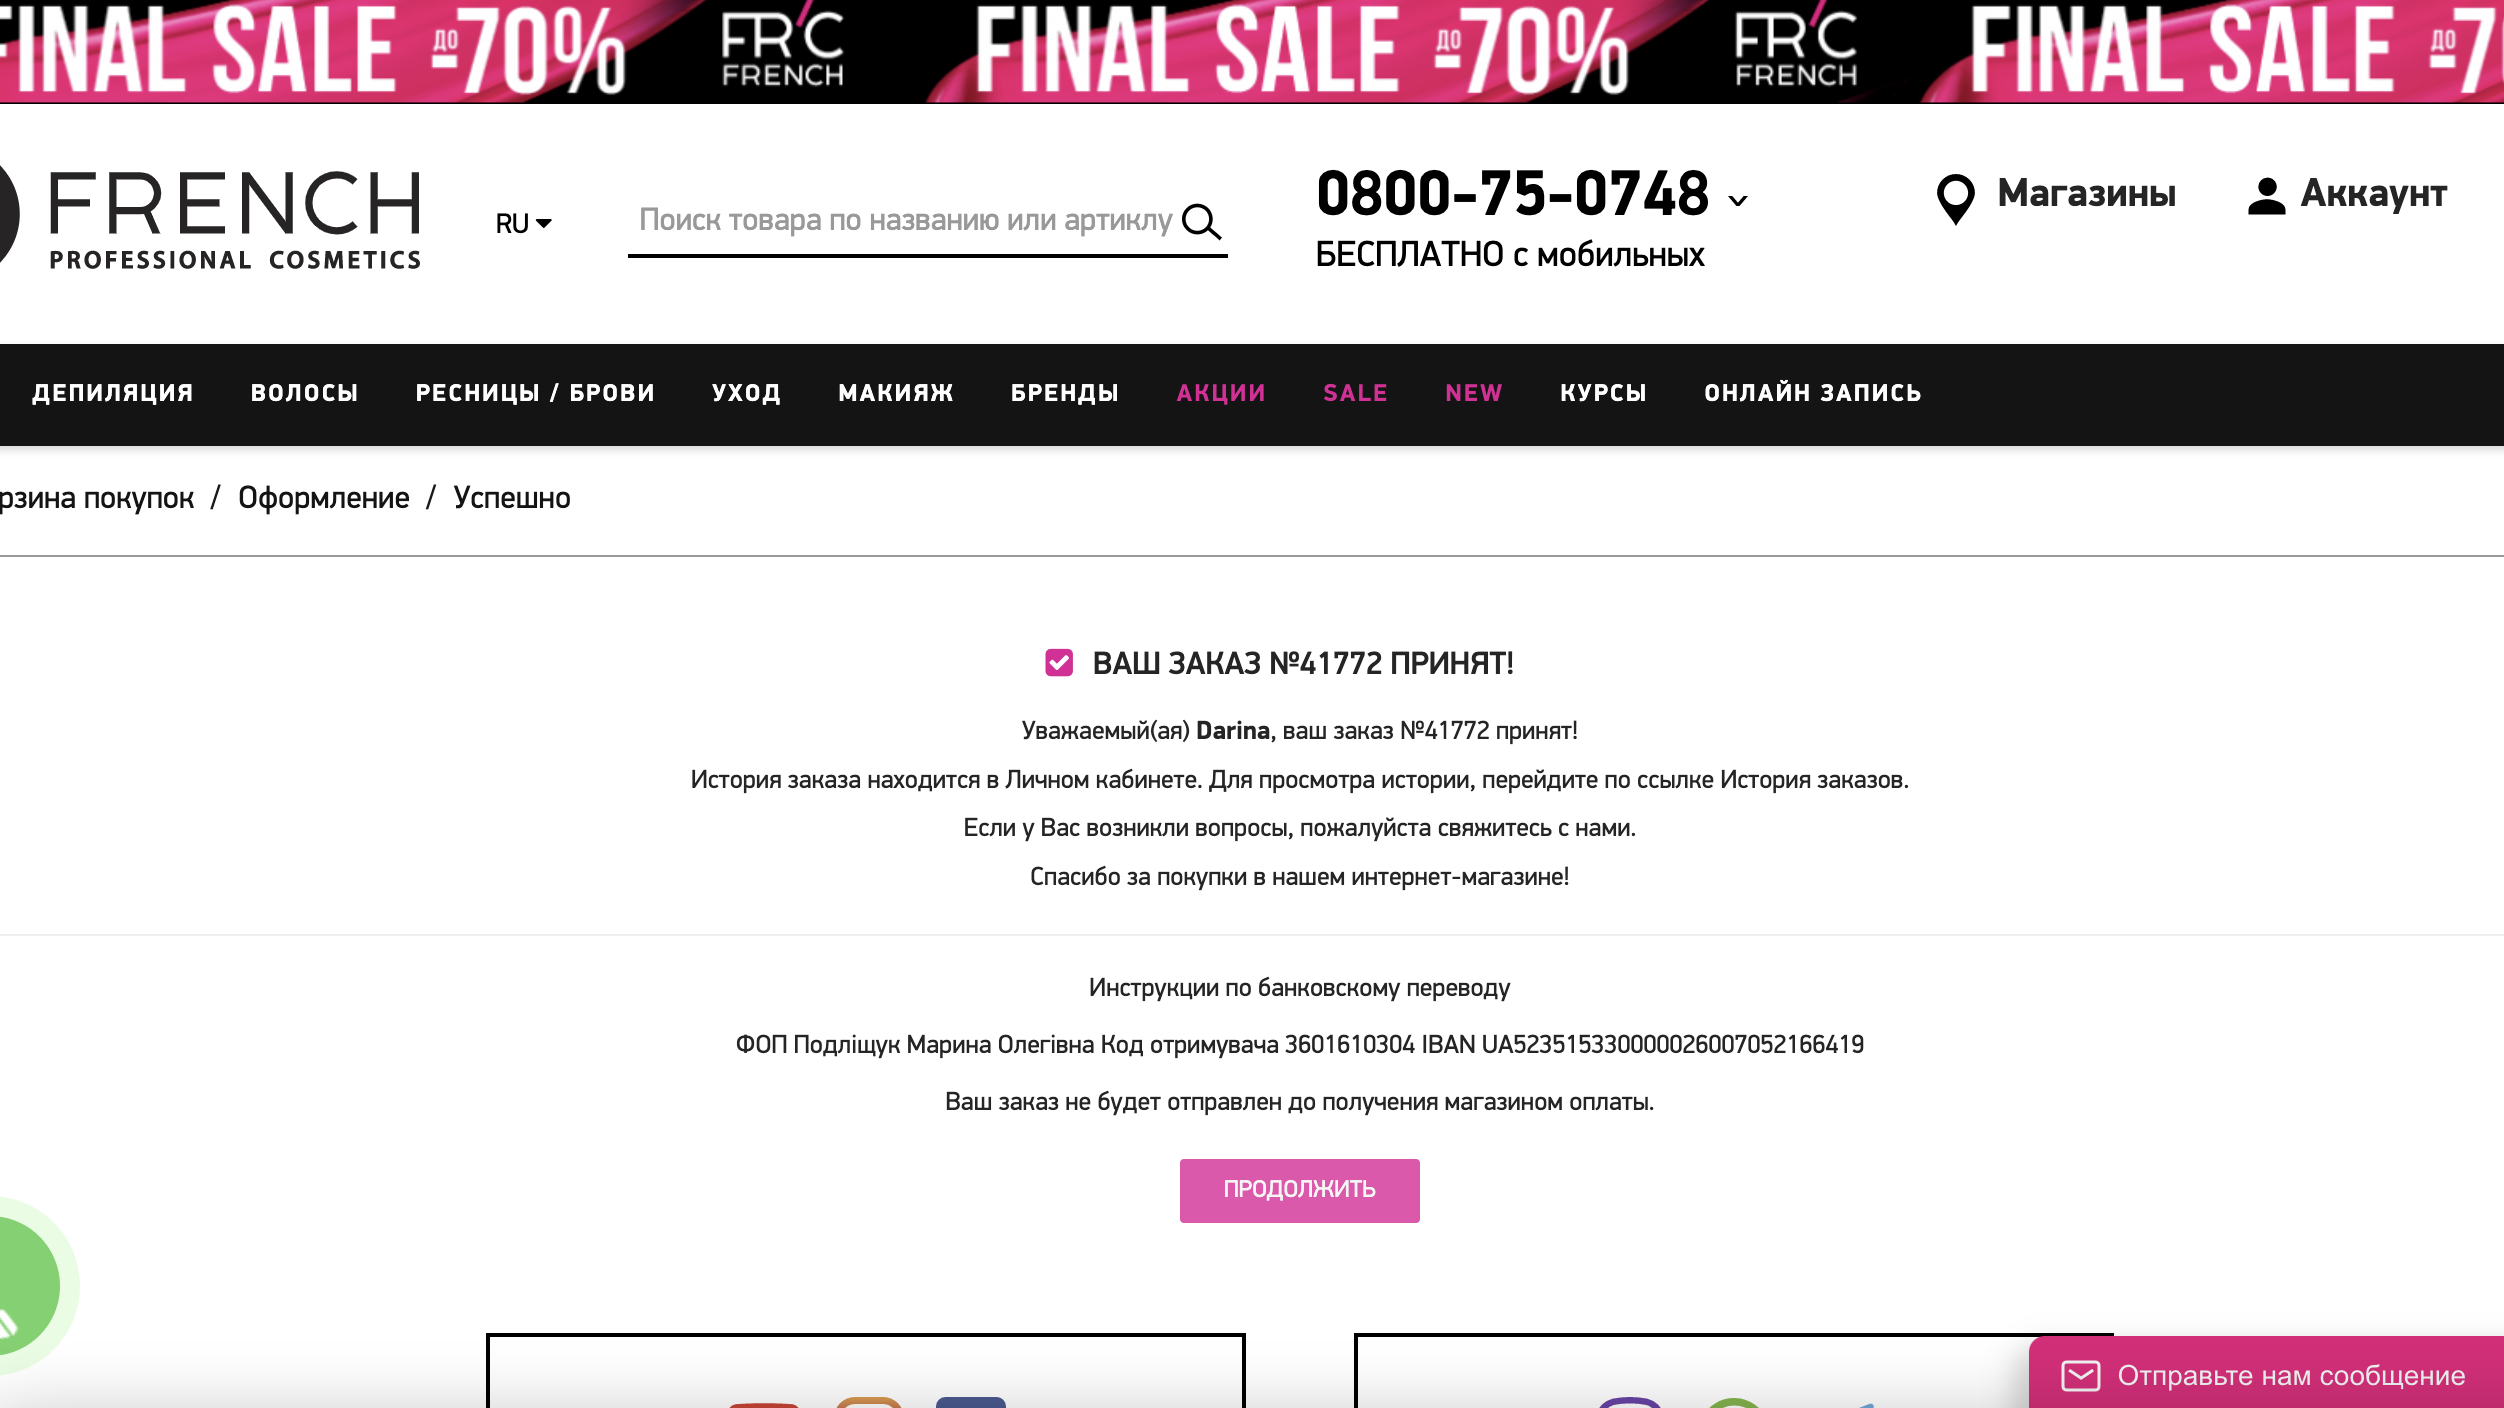 FINAL SALE ДО -70% FR'C FRENCH FINAL SALE ДО -70% FR'C FRENCH FINAL SALE ДО
FRENCH
PROFESSIONAL COSMETICS
RU
Поиск товара по названию или артиклу
0800-75-0748
БЕСПЛАТНО с мобильных
Магазины
Аккаунт
ДЕПИЛЯЦИЯ ВОЛОСЫ РЕСНИЦЫ / БРОВИ УХОД МАКИЯЖ БРЕНДЫ АКЦИИ SALE NEW КУРСЫ ОНЛАЙН ЗАПИСЬ
рзина покупок / Оформление / Успешно
ВАШ ЗАКАЗ №41772 ПРИНЯТ!
Уважаемый(ая) Darina, ваш заказ №41772 принят!
История заказа находится в Личном кабинете. Для просмотра истории, перейдите по ссылке История заказов.
Если у Вас возникли вопросы, пожалуйста свяжитесь с нами.
Спасибо за покупки в нашем интернет-магазине!
Инструкции по банковскому переводу
ФОП Подліщук Марина Олегівна Код отримувача 3601610304 IBAN UA523515330000026007052166419
Ваш заказ не будет отправлен до получения магазином оплаты.
ПРОДОЛЖИТЬ
Отправьте нам сообщение